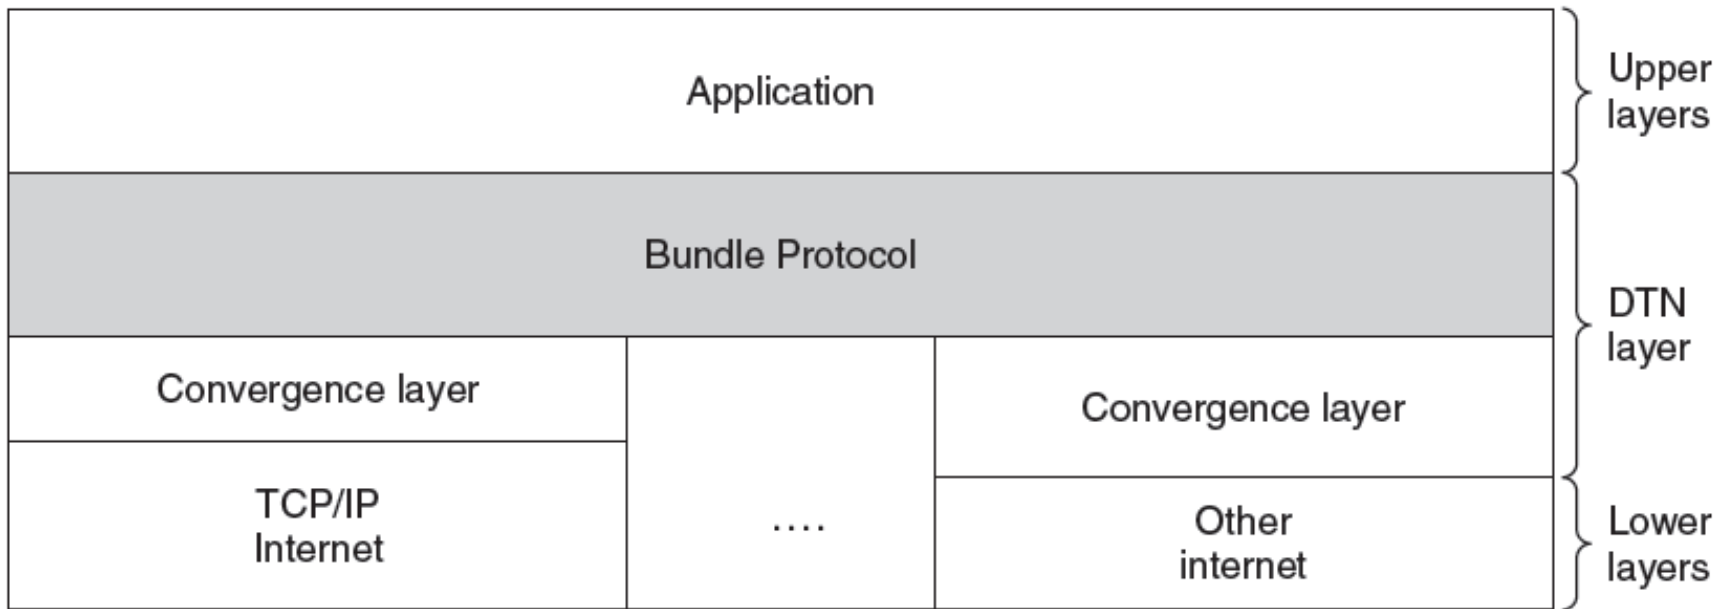 Application
Upper
layers
Bundle Protocol
DTN
layer
Convergence layer
Convergence layer
TCP/IP
Internet
....
Other
internet
Lower
layers